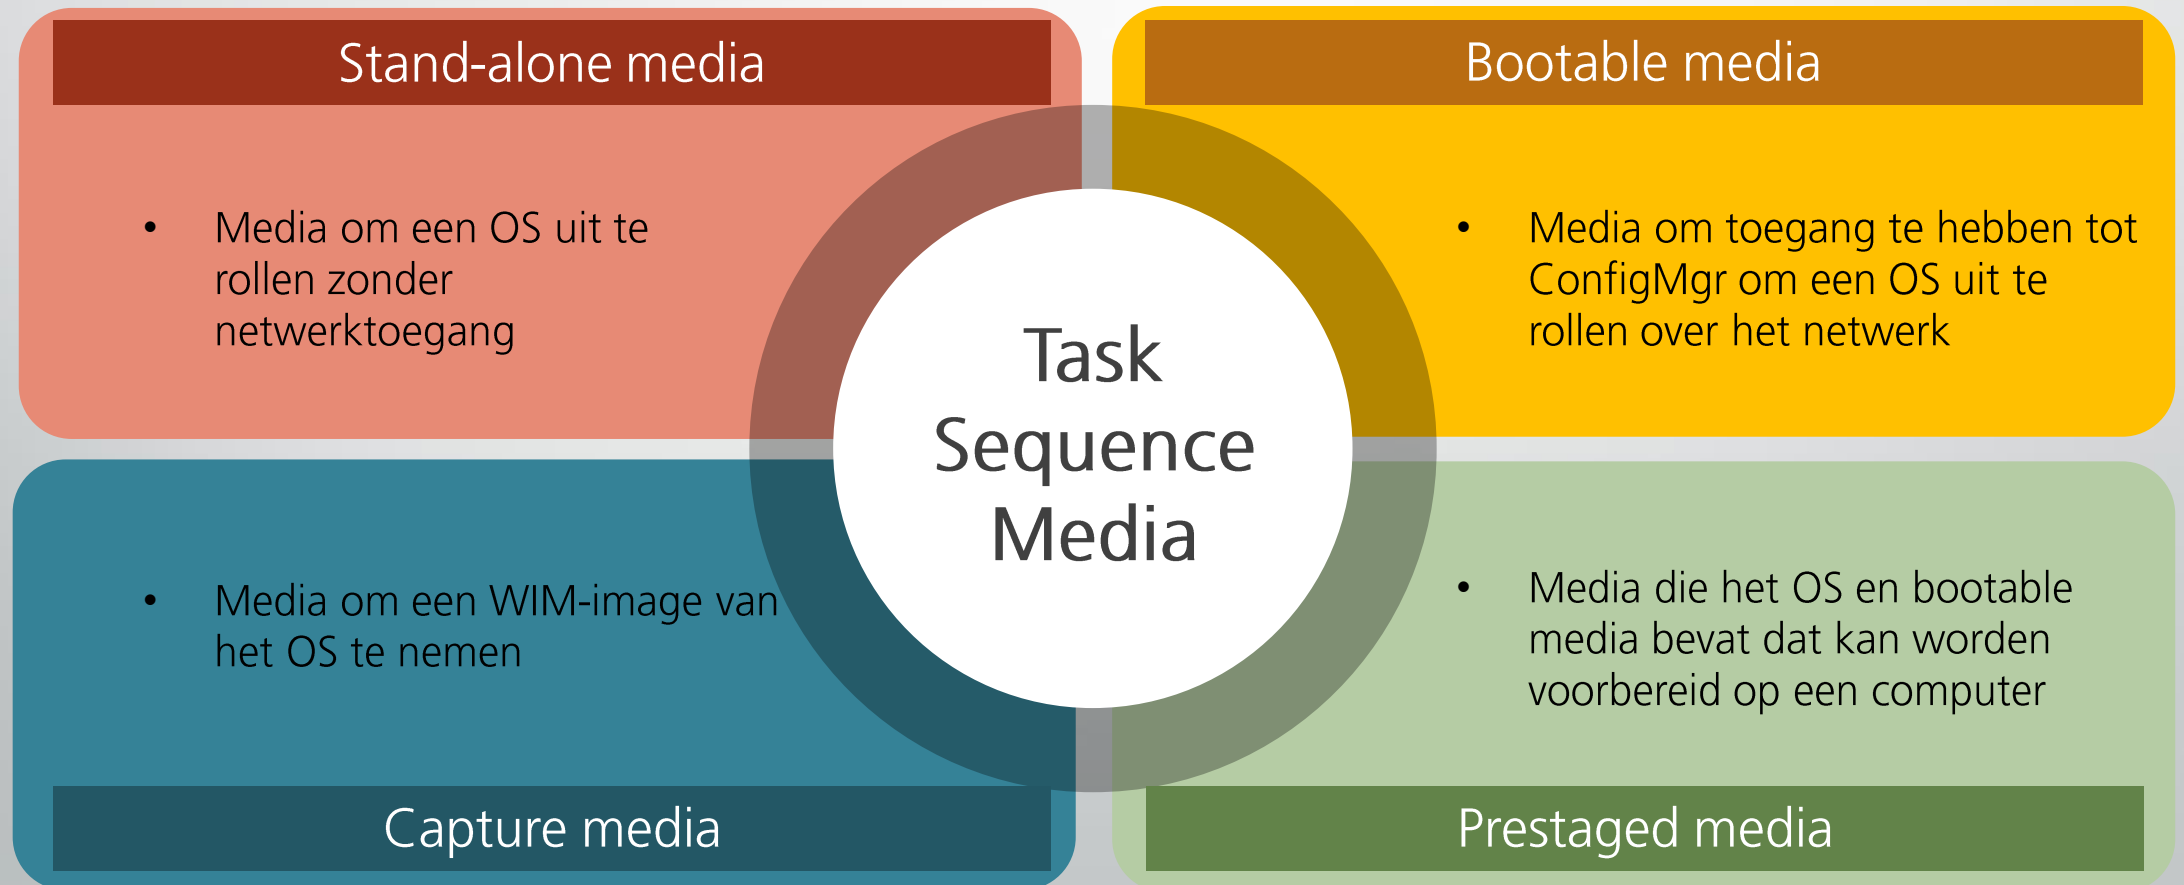 Stand-alone media
• Media om een OS uit te
rollen zonder
netwerktoegang
Bootable media
• Media om toegang te hebben tot
ConfigMgr om een OS uit te
rollen over het netwerk
Task
Sequence
Media
• Media om een WIM-image van
het OS te nemen
Capture media
• Media die het OS en bootable
media bevat dat kan worden
voorbereid op een computer
Prestaged media